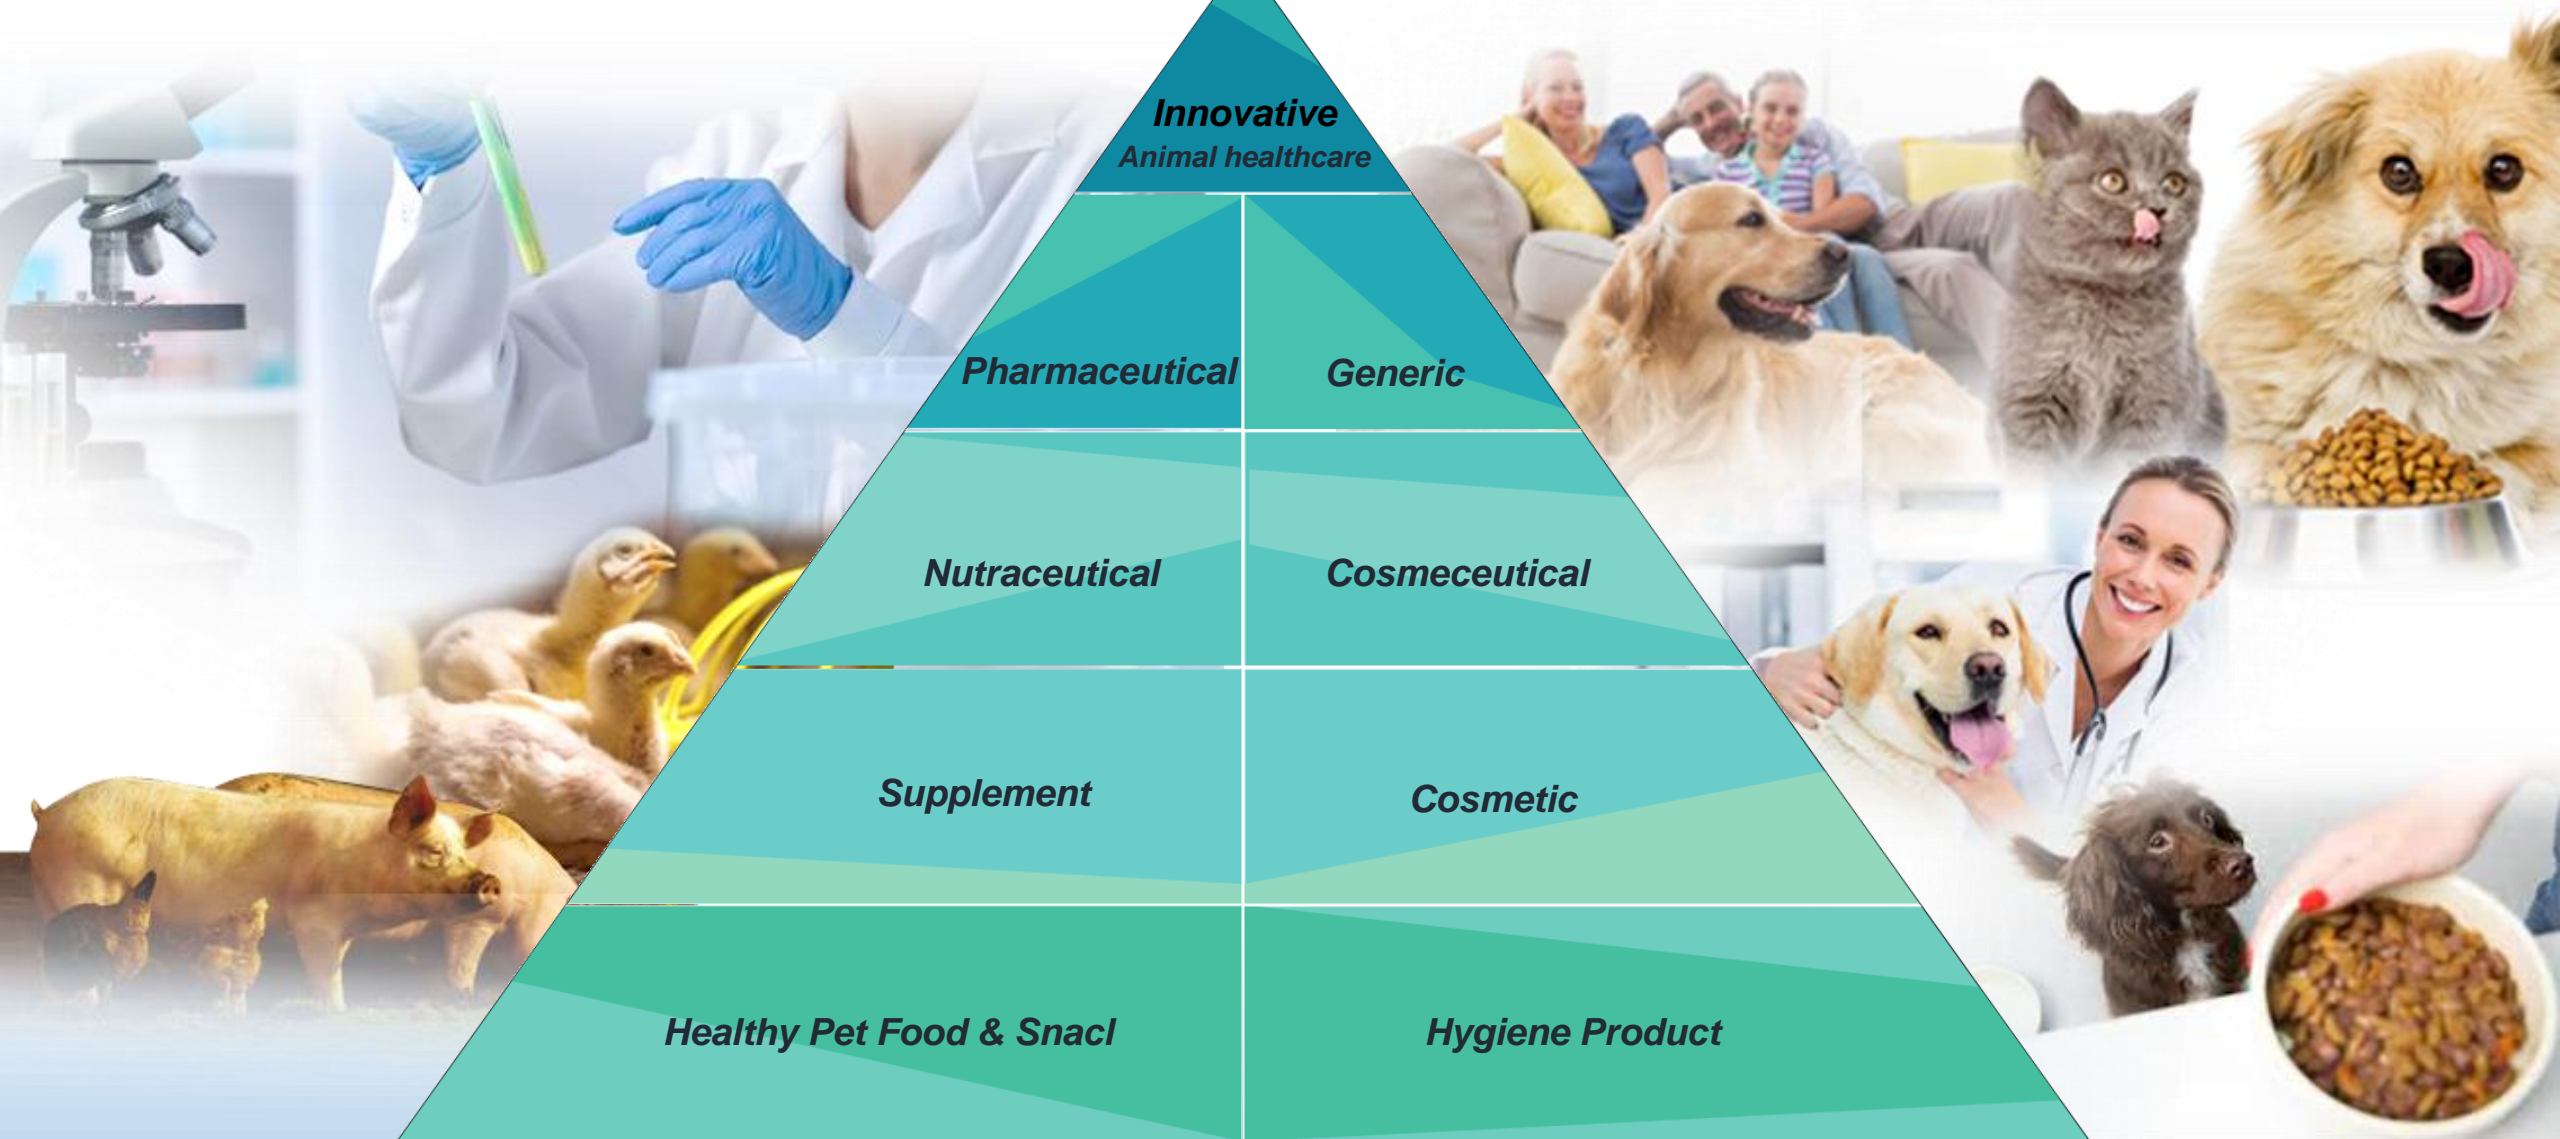 Innovative
Animal healthcare
Pharmaceutical
Generic
Nutraceutical
Cosmeceutical
Supplement
Cosmetic
Healthy Pet Food & Snacl
Hygiene Product